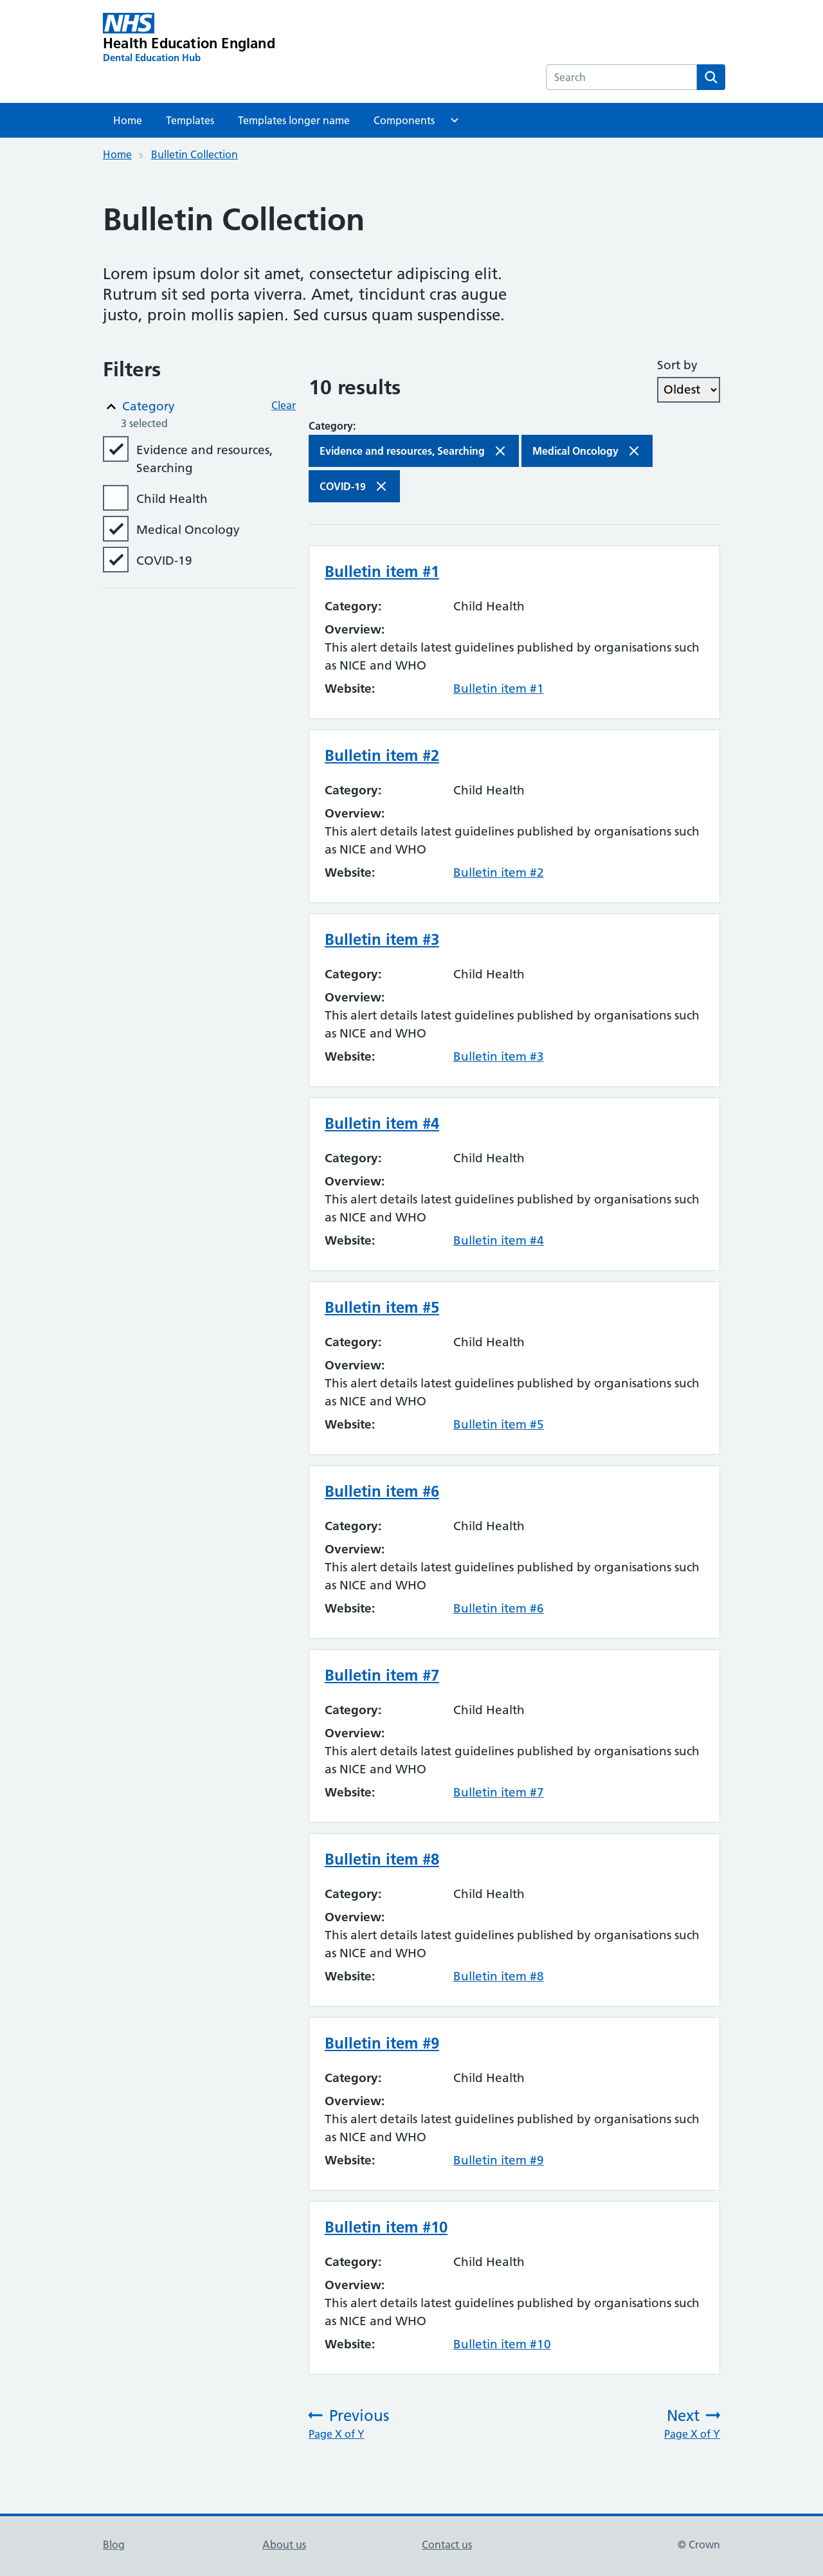 NHS
Health Education England
Dental Education Hub
Search
Home Templates Templates longer name Components
Home Bulletin Collection
Bulletin Collection
Lorem ipsum dolor sit amet, consectetur adipiscing elit.
Rutrum sit sed porta viverra. Amet, tincidunt cras augue
justo, proin mollis sapien. Sed cursus quam suspendisse.
Filters
Category Clear
3 selected
Evidence and resources,
Searching
Child Health
Medical Oncology
COVID-19
Sort by
Oldest
10 results
Category:
Evidence and resources, Searching Medical Oncology
COVID-19
Bulletin item #1
Category: Child Health
Overview:
This alert details latest guidelines published by organisations such
as NICE and WHO
Website: Bulletin item #1
Bulletin item #2
Category: Child Health
Overview:
This alert details latest guidelines published by organisations such
as NICE and WHO
Website: Bulletin item #2
Bulletin item #3
Category: Child Health
Overview:
This alert details latest guidelines published by organisations such
as NICE and WHO
Website: Bulletin item #3
Bulletin item #4
Category: Child Health
Overview:
This alert details latest guidelines published by organisations such
as NICE and WHO
Website: Bulletin item #4
Bulletin item #5
Category: Child Health
Overview:
This alert details latest guidelines published by organisations such
as NICE and WHO
Website: Bulletin item #5
Bulletin item #6
Category: Child Health
Overview:
This alert details latest guidelines published by organisations such
as NICE and WHO
Website: Bulletin item #6
Bulletin item #7
Category: Child Health
Overview:
This alert details latest guidelines published by organisations such
as NICE and WHO
Website: Bulletin item #7
Bulletin item #8
Category: Child Health
Overview:
This alert details latest guidelines published by organisations such
as NICE and WHO
Website: Bulletin item #8
Bulletin item #9
Category: Child Health
Overview:
This alert details latest guidelines published by organisations such
as NICE and WHO
Website: Bulletin item #9
Bulletin item #10
Category: Child Health
Overview:
This alert details latest guidelines published by organisations such
as NICE and WHO
Website: Bulletin item #10
Previous Next
Page X of Y Page X of Y
Blog About us Contact us © Crown